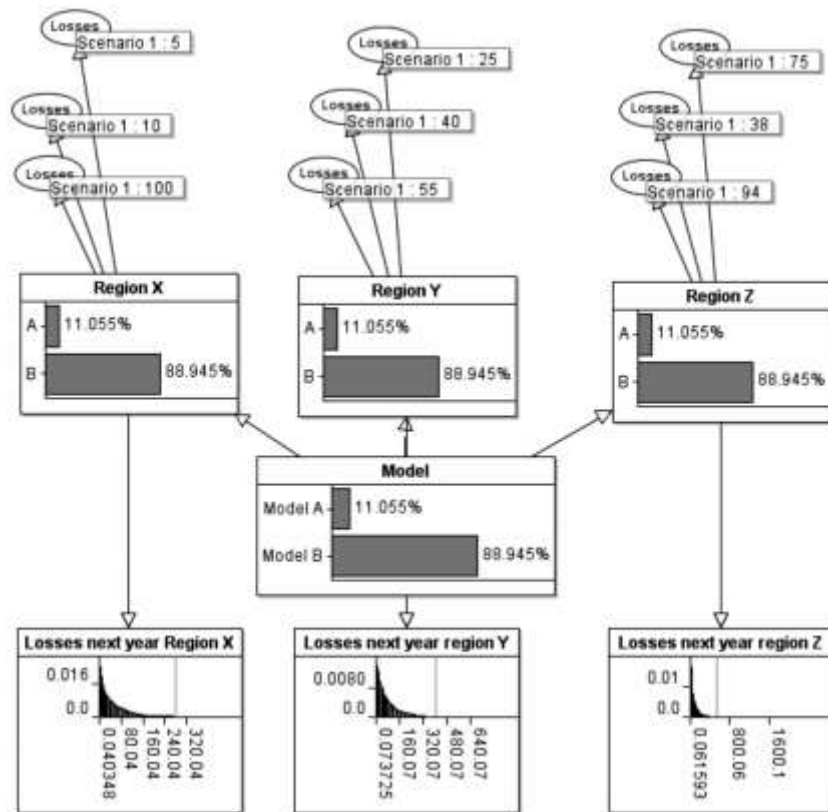 Losses
Scenario 1 : 5
Losses
Scenario 1 : 10
Losses
Scenario 1 : 100
Losses
Scenario 1 : 25
Losses
Scenario 1 : 40
Losses
Scenario 1 : 55
Losses
Scenario 1 : 75
Losses
Scenario 1 : 38
Losses
Scenario 1 : 94
Region X
A
11.055%
B
88.945%
Region Y
A
11.055%
B
88.945%
Region Z
A
11.055%
B
88.945%
Model
Model A
11.055%
Model B
88.945%
Losses next year Region X
0.016
0.0
0.040348
80.04
160.04
240.04
320.04
Losses next year region Y
0.0080
0.0
0.073725
160.07
320.07
480.07
640.07
Losses next year region Z
0.01
0.0
0.061593
800.06
1600.1